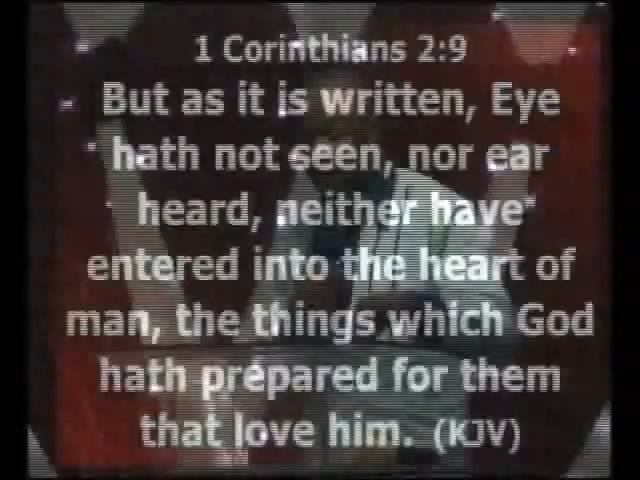 1 Corinthians 2:9
But as it is written, Eye
hath not seen, nor ear
heard, neither have
entered into the heart of
man, the things which God
hath prepared for them
that love him. (KJV)